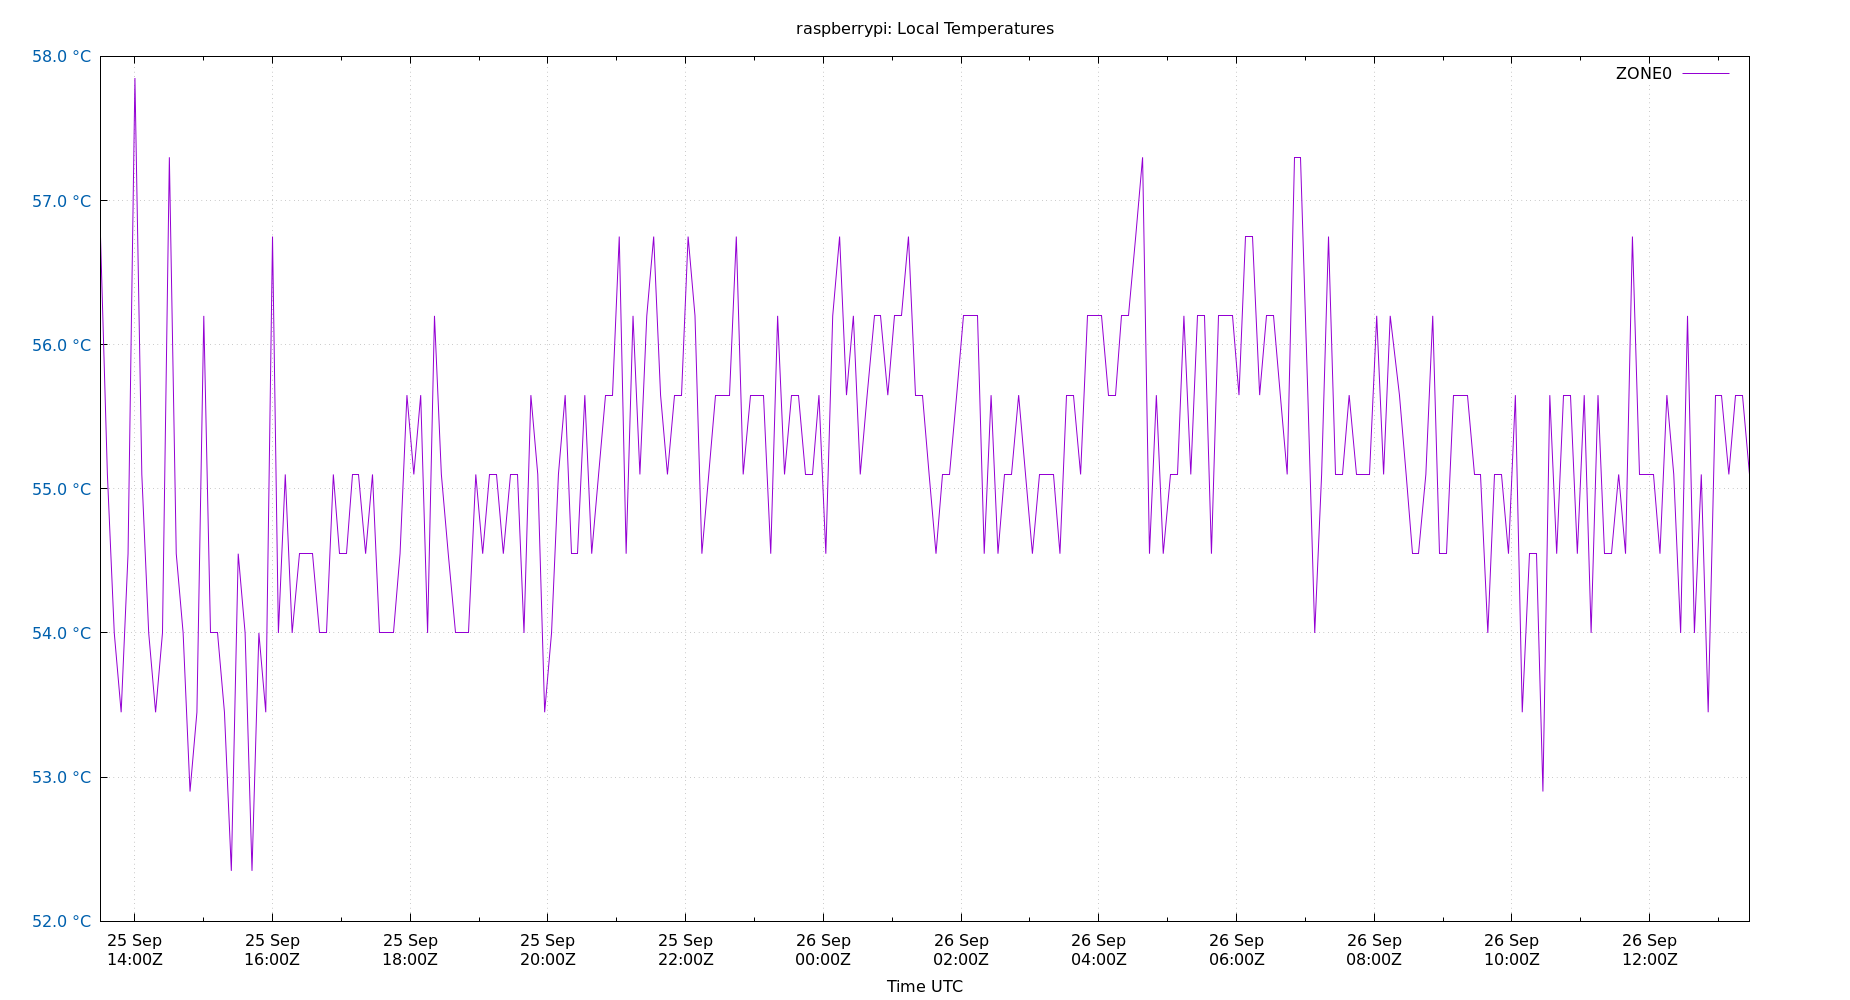 raspberrypi: Local Temperatures
58.0 °C
ZONE0
57.0 °C
56.0 °C
55.0 °C
54.0 °C
53.0 °C
52.0 °C
25 Sep 25 Sep 25 Sep 25 Sep 25 Sep 26 Sep 26 Sep 26 Sep 26 Sep 26 Sep 26 Sep 26 Sep
14:00Z 16:00Z 18:00Z 20:00Z 22:00Z 00:00Z 02:00Z 04:00Z 06:00Z 08:00Z 10:00Z 12:00Z
Time UTC